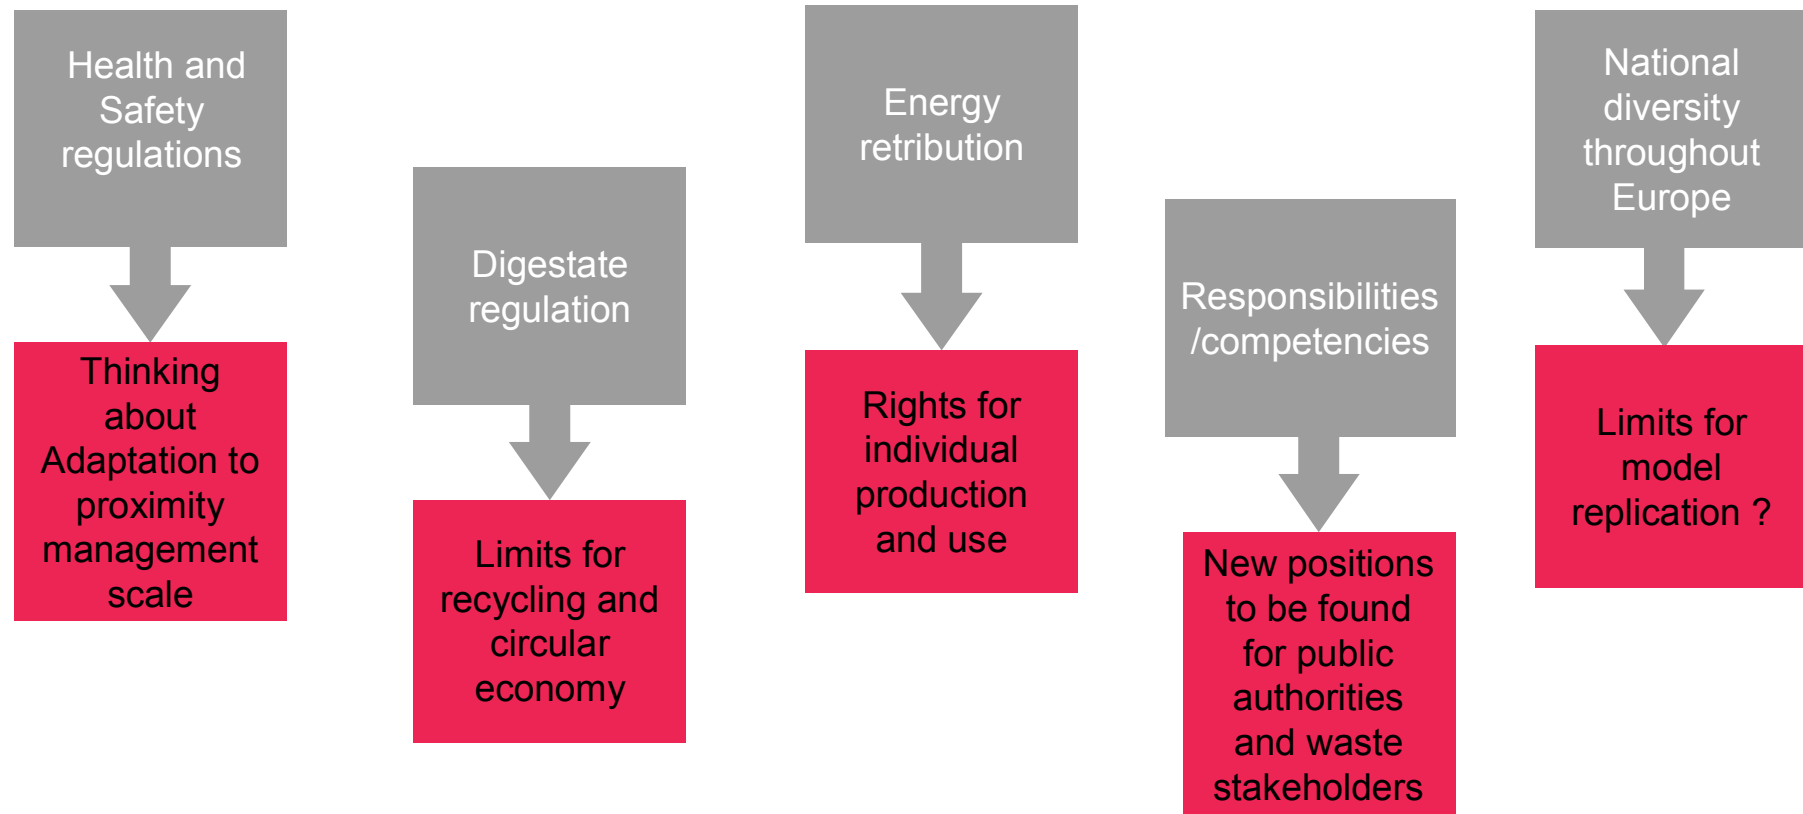 Health and
Safety
regulations
Thinking
about
Adaptation to
proximity
management
scale
Digestate
regulation
Limits for
recycling and
circular
economy
Energy
retribution
Rights for
individual
production
and use
Responsibilities
/competencies
New positions
to be found
for public
authorities
and waste
stakeholders
National
diversity
throughout
Europe
Limits for
model
replication ?